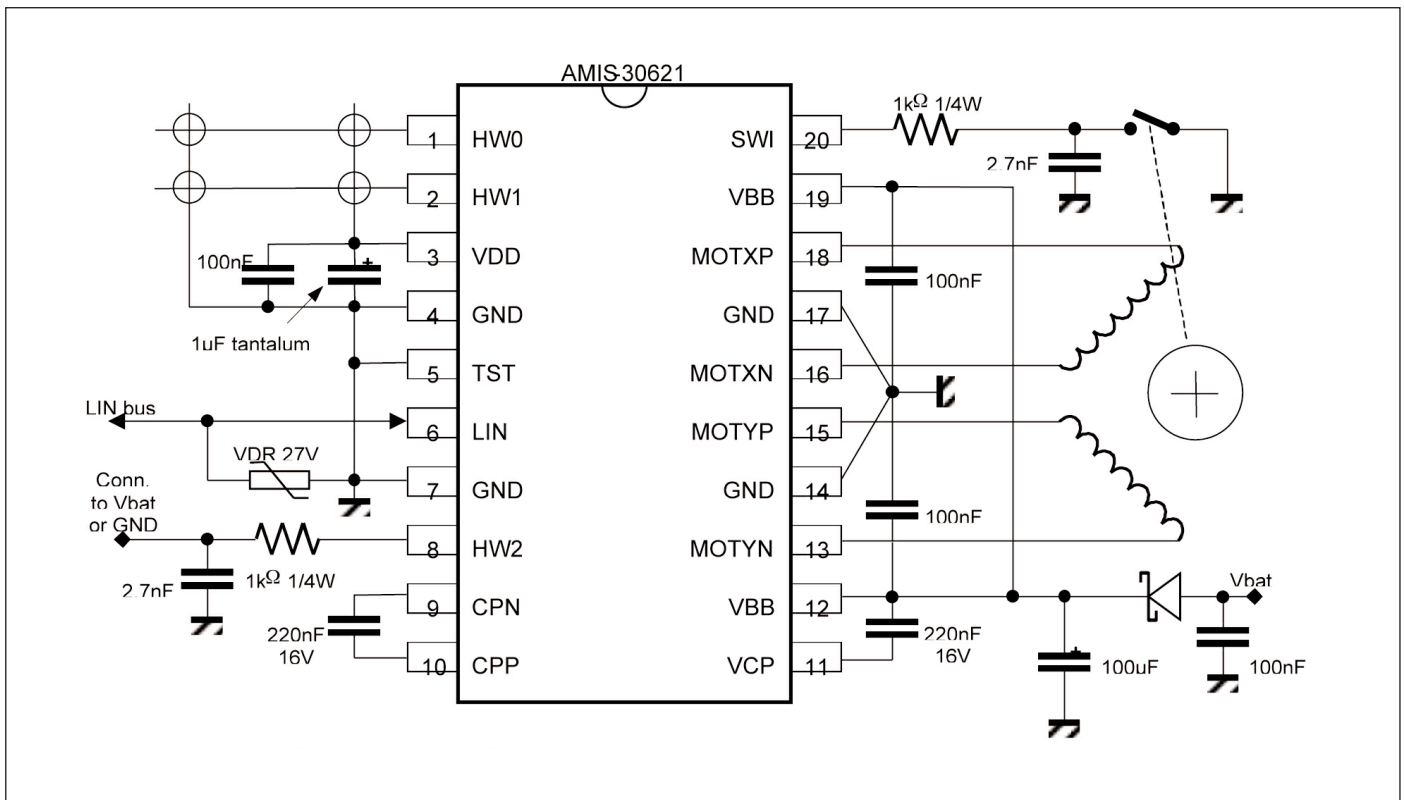 AMIS-30621
1 HW0
2 HW1
3 VDD
4 GND
5 TST
6 LIN
7 GND
8 HW2
9 CPN
10 CPP
SWI 20
VBB 19
MOTXP 18
GND 17
MOTXN 16
MOTYP 15
GND 14
MOTYN 13
VBB 12
VCP 11
100nF
+
1uF tantalum
LIN bus
VDR 27V
Conn.
to Vbat
or GND
2.7nF
1kΩ 1/4W
220nF
16V
1kΩ 1/4W
2.7nF
100nF
100nF
220nF
16V
+
100uF
Vbat
100nF